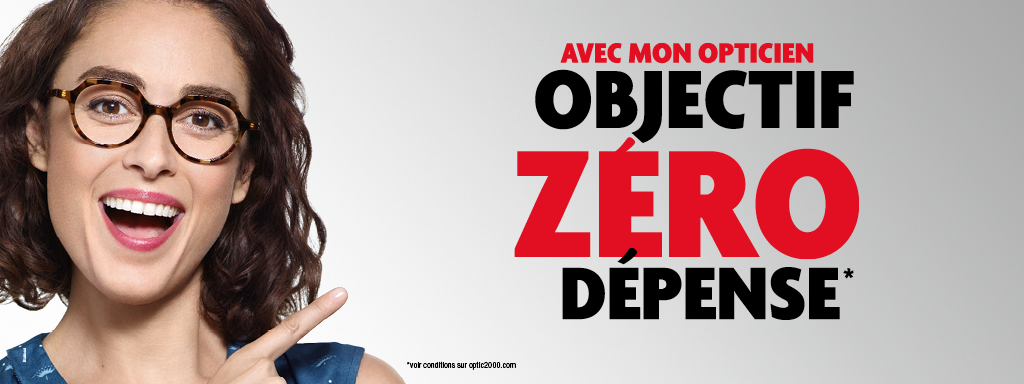 AVEC MON OPTICIEN
OBJECTIF
ZÉRO
DÉPENSE*
*voir conditions sur optic2000.com